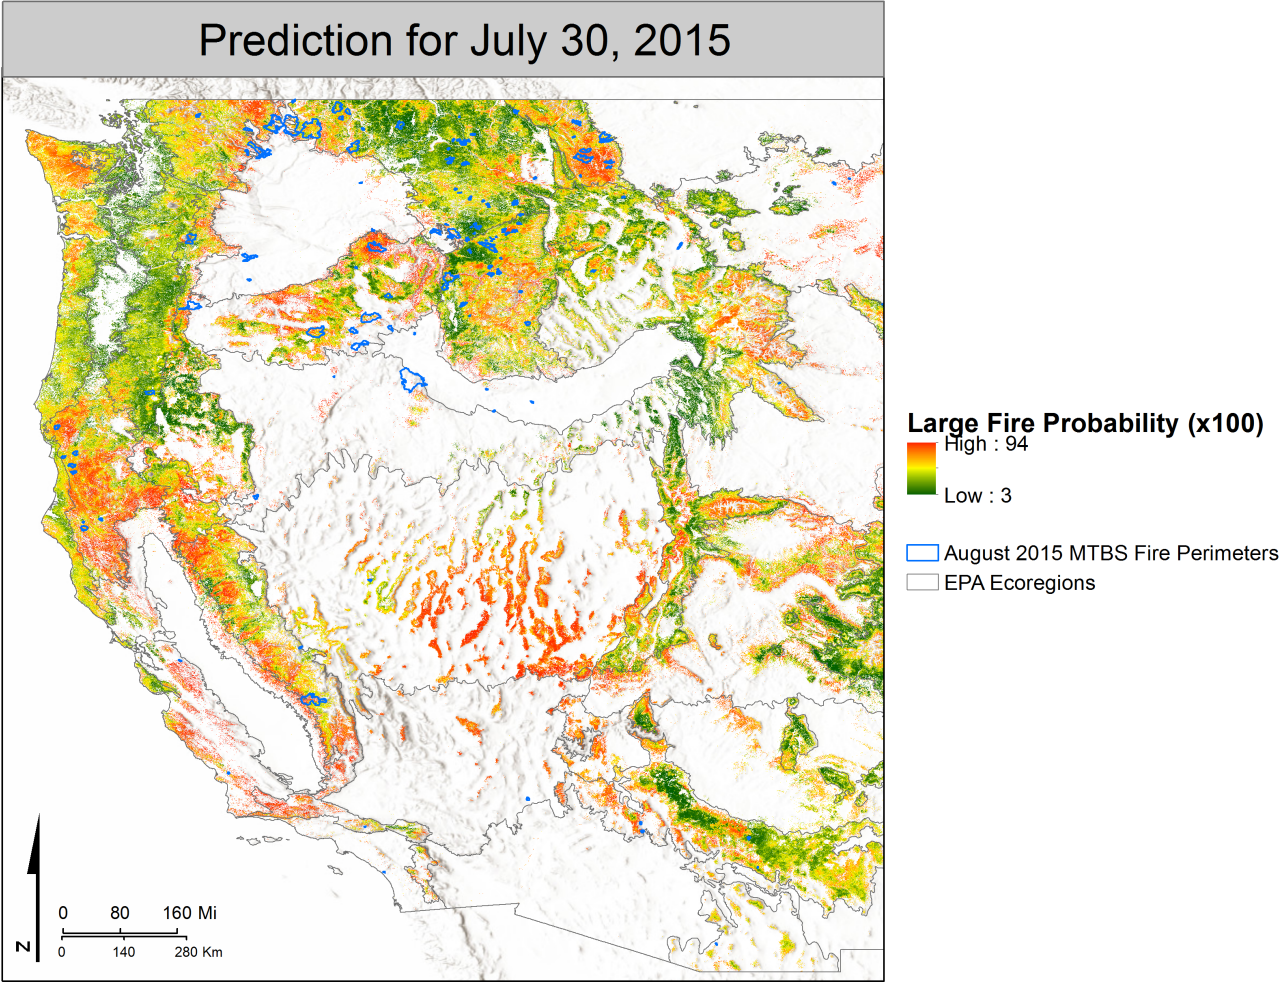 Prediction for July 30, 2015
Large Fire Probability (x100)
High : 94
Low : 3
August 2015 MTBS Fire Perimeters
EPA Ecoregions
N
0 80 160 Mi
0 140 280 Km